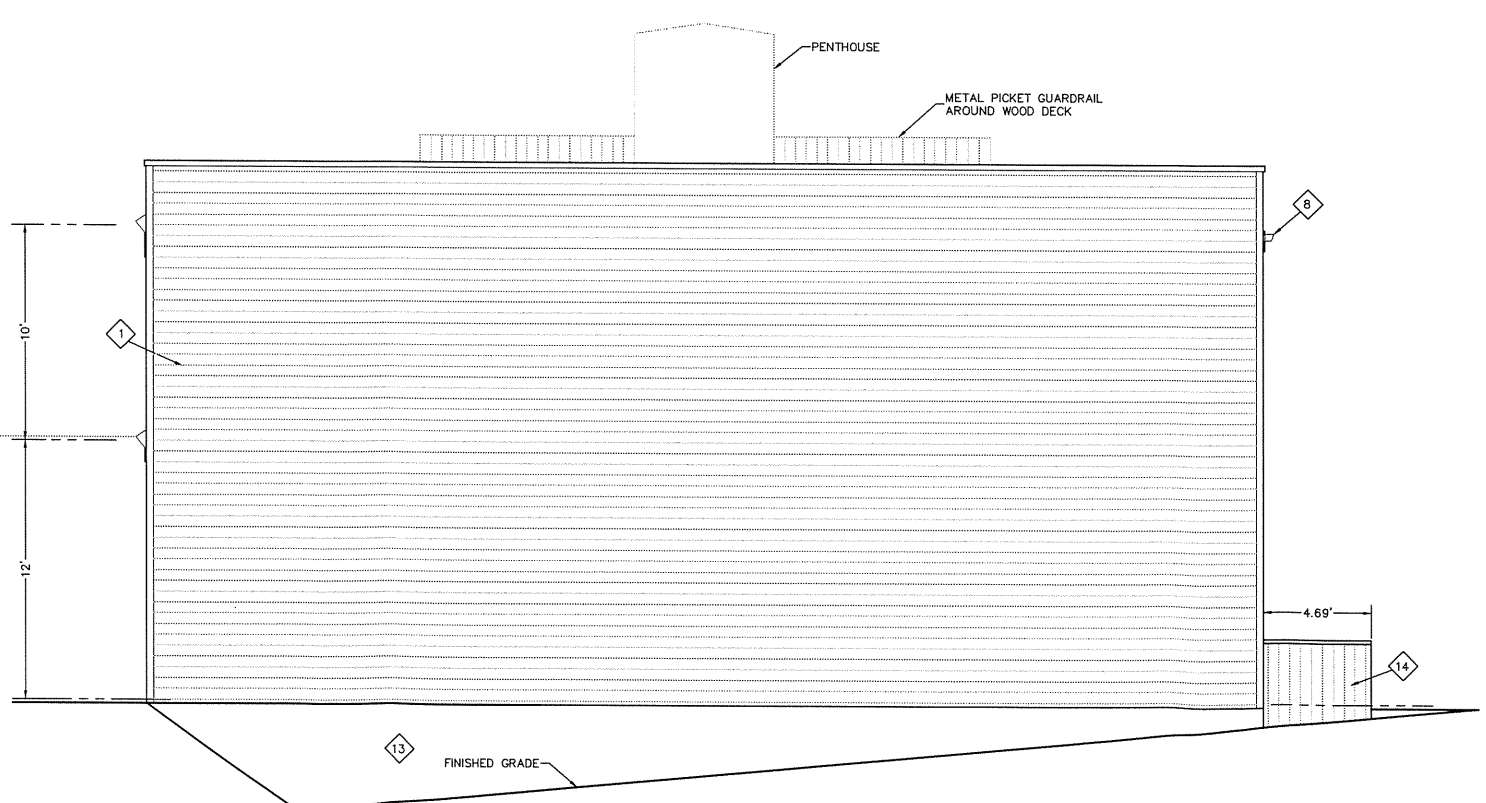 PENTHOUSE
METAL PICKET GUARDRAIL
AROUND WOOD DECK
8
10'
1
12'
4.69'
14
13
FINISHED GRADE